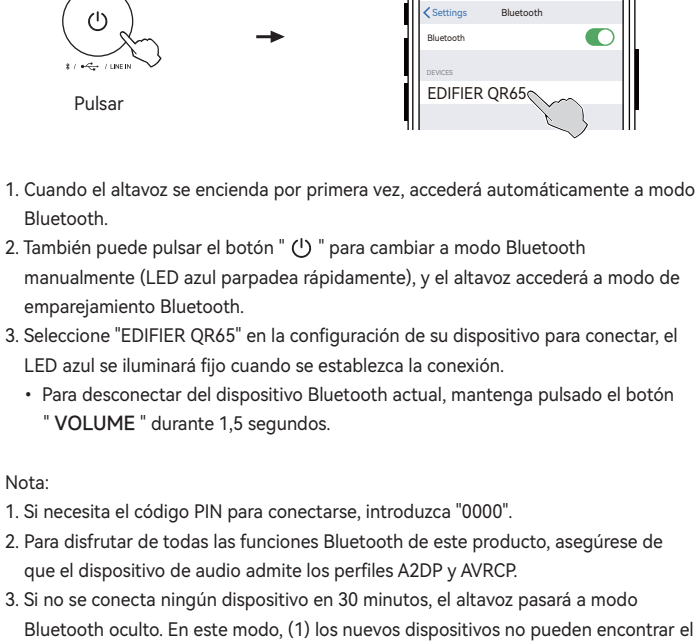 Settings Bluetooth
Bluetooth
DEVICES
EDIFIER QR65
/ / LINE IN
Pulsar
1. Cuando el altavoz se encienda por primera vez, accederá automáticamente a modo
Bluetooth.
2. También puede pulsar el botón " " para cambiar a modo Bluetooth
manualmente (LED azul parpadea rápidamente), y el altavoz accederá a modo de
emparejamiento Bluetooth.
3. Seleccione "EDIFIER QR65" en la configuración de su dispositivo para conectar, el
LED azul se iluminará fijo cuando se establezca la conexión.
• Para desconectar del dispositivo Bluetooth actual, mantenga pulsado el botón
" VOLUME " durante 1,5 segundos.
Nota:
1. Si necesita el código PIN para conectarse, introduzca "0000".
2. Para disfrutar de todas las funciones Bluetooth de este producto, asegúrese de
que el dispositivo de audio admite los perfiles A2DP y AVRCP.
3. Si no se conecta ningún dispositivo en 30 minutos, el altavoz pasará a modo
Bluetooth oculto. En este modo, (1) los nuevos dispositivos no pueden encontrar el